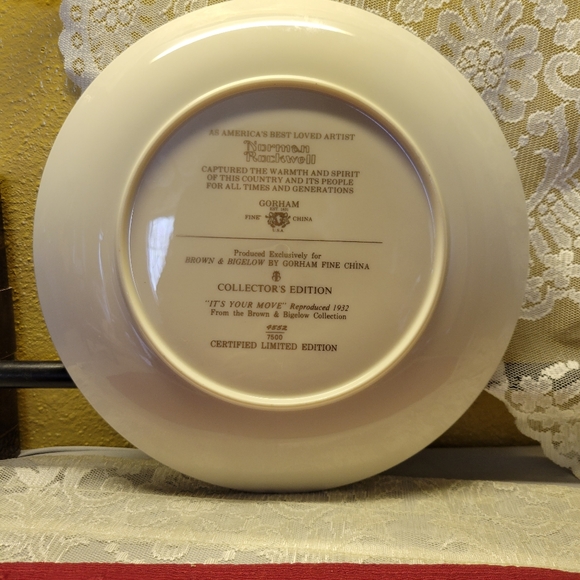 AS AMERICA'S BEST LOVED ARTIST
Norman
Rockwell
CAPTURED THE WARMTH AND SPIRIT
OF THIS COUNTRY AND ITS PEOPLE
FOR ALL TIMES AND GENERATIONS
GORHAM
FINE CHINA
U.S.A.
Produced Exclusively for
BROWN & BIGELOW BY GORHAM FINE CHINA
COLLECTOR'S EDITION
"IT'S YOUR MOVE" Reproduced 1932
From the Brown & Bigelow Collection
4552
7500
CERTIFIED LIMITED EDITION